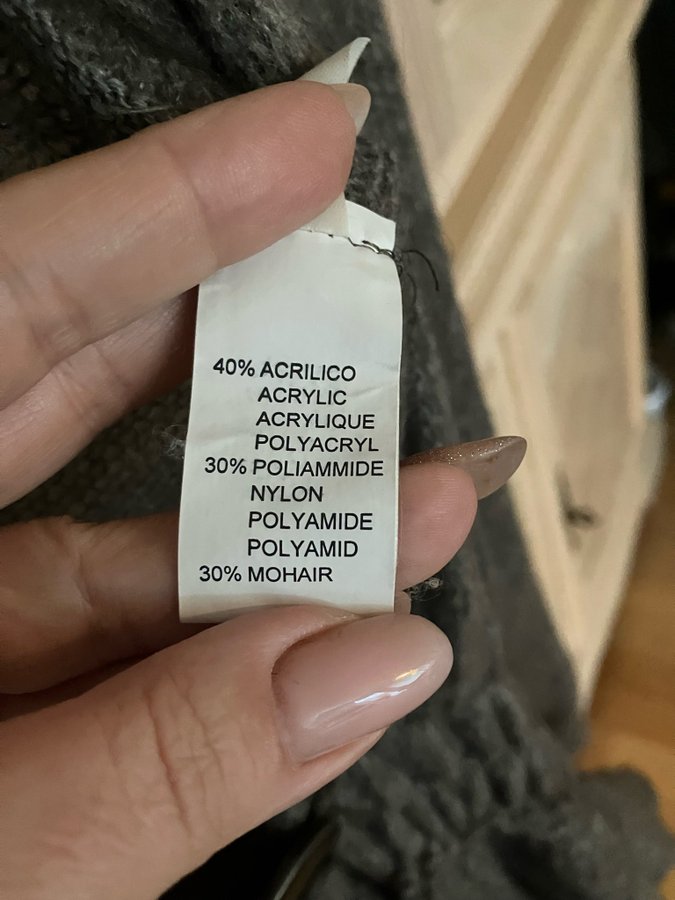 40% ACRILICO
ACRYLIC
ACRYLIQUE
POLYACRYL
30% POLIAMMIDE
NYLON
POLYAMIDE
POLYAMID
30% MOHAIR